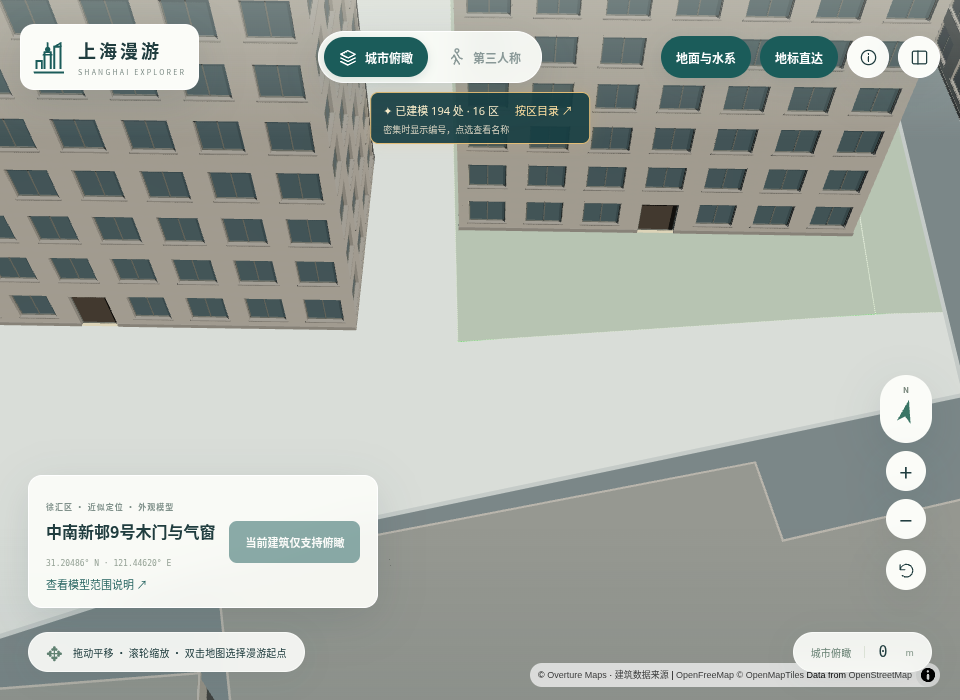 上海漫游
SHANGHAI EXPLORER
城市俯瞰
第三人称
地面与水系
地标直达
✦ 已建模 194 处 · 16 区 按区目录 ↗
密集时显示编号，点选查看名称
N
+
−
徐汇区 · 近似定位 · 外观模型
中南新邨9号木门与气窗
当前建筑仅支持俯瞰
31.20486° N · 121.44620° E
查看模型范围说明 ↗
拖动平移 · 滚轮缩放 · 双击地图选择漫游起点
城市俯瞰 0 m
© Overture Maps · 建筑数据来源 | OpenFreeMap © OpenMapTiles Data from OpenStreetMap